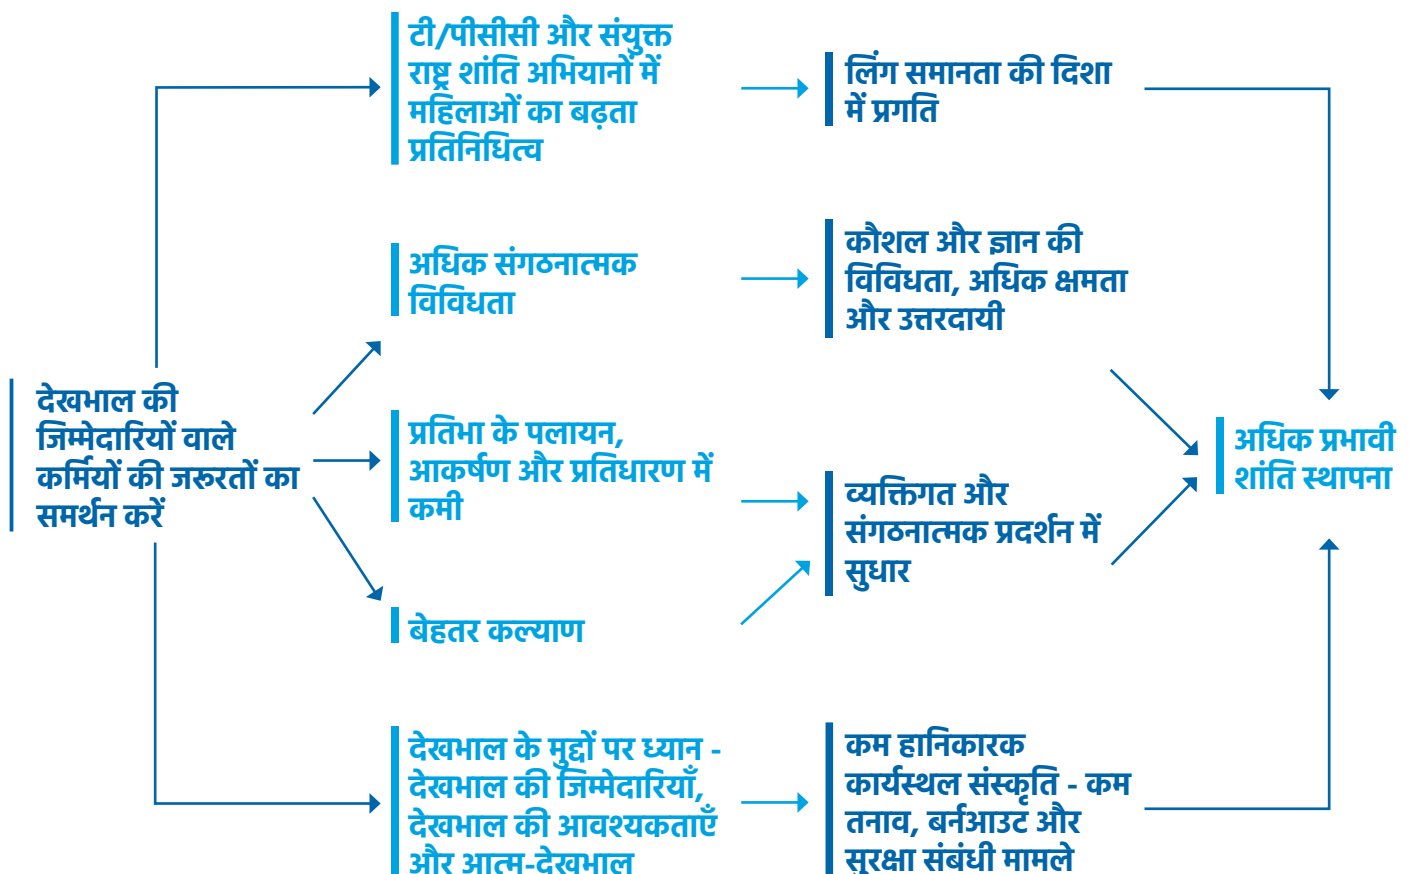 टी/पीसीसी और संयुक्त
राष्ट्र शांति अभियानों में
महिलाओं का बढ़ता
प्रतिनिधित्व
लिंग समानता की दिशा
में प्रगति
अधिक संगठनात्मक
विविधता
कौशल और ज्ञान की
विविधता, अधिक क्षमता
और उत्तरदायी
देखभाल की
जिम्मेदारियों वाले
कर्मियों की जरूरतों का
समर्थन करें
प्रतिभा के पलायन,
आकर्षण और प्रतिधारण में
कमी
व्यक्तिगत और
संगठनात्मक प्रदर्शन में
सुधार
अधिक प्रभावी
शांति स्थापना
बेहतर कल्याण
देखभाल के मुद्दों पर ध्यान -
देखभाल की जिम्मेदारियाँ,
देखभाल की आवश्यकताएँ
और आत्म-देखभाल
कम हानिकारक
कार्यस्थल संस्कृति - कम
तनाव, बर्नआउट और
सुरक्षा संबंधी मामले